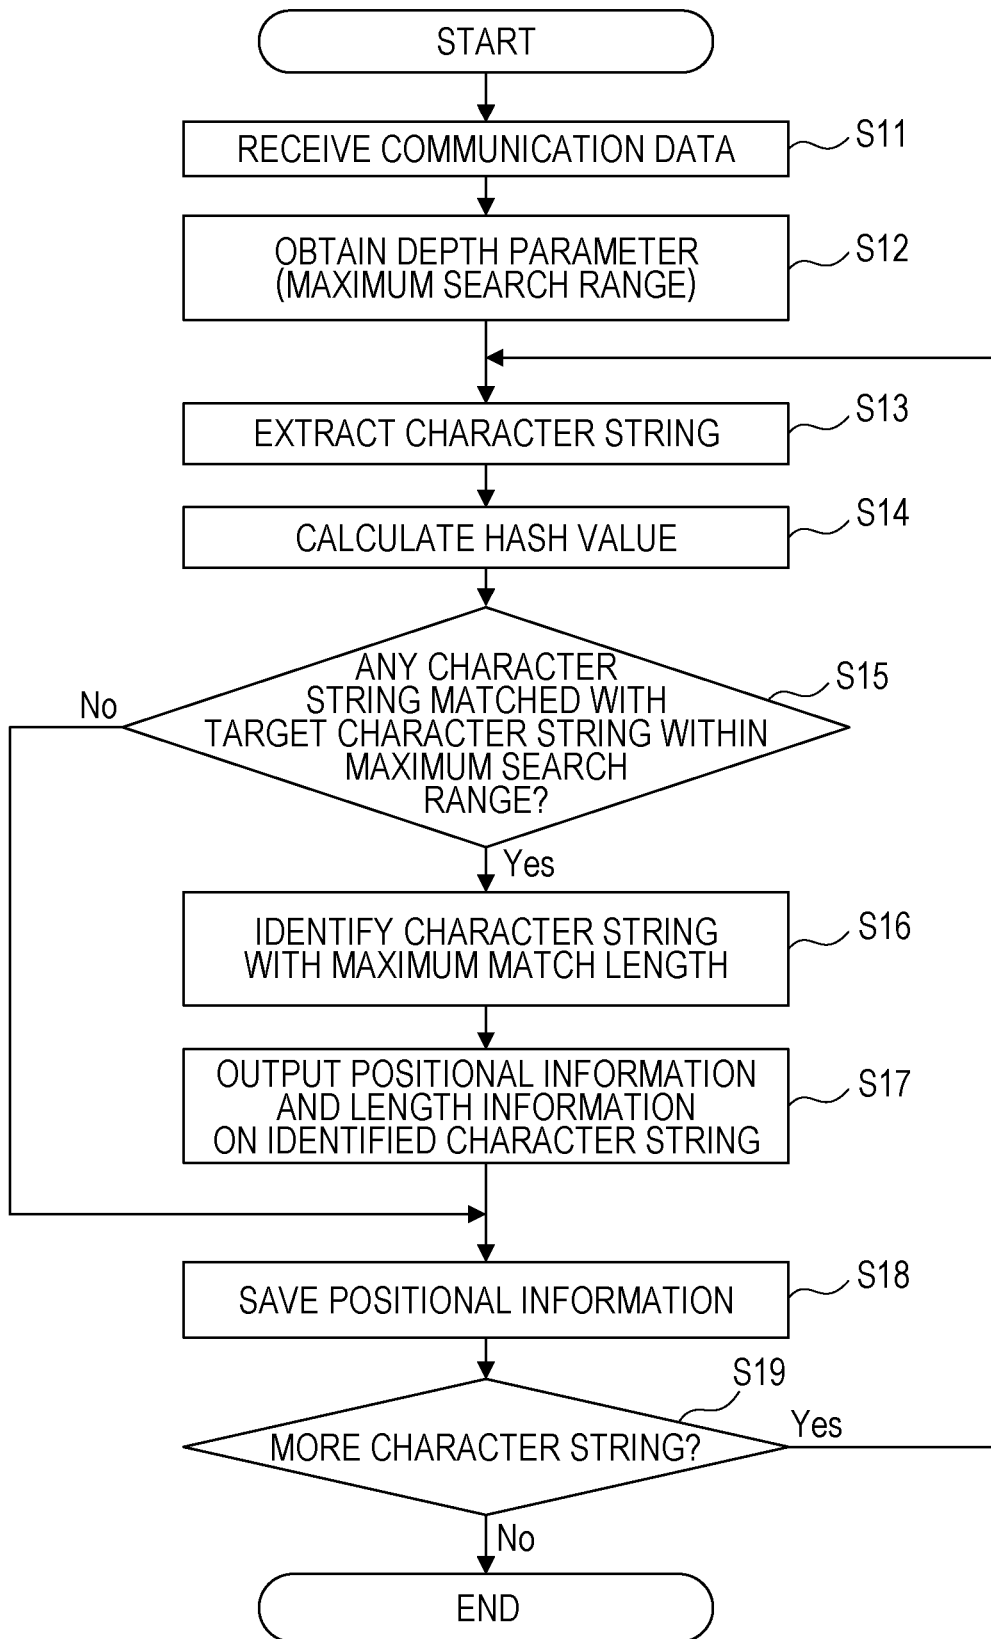 START
RECEIVE COMMUNICATION DATA
S11
OBTAIN DEPTH PARAMETER
(MAXIMUM SEARCH RANGE)
S12
EXTRACT CHARACTER STRING
S13
CALCULATE HASH VALUE
S14
ANY CHARACTER
STRING MATCHED WITH
TARGET CHARACTER STRING WITHIN
MAXIMUM SEARCH
RANGE?
S15
No
Yes
IDENTIFY CHARACTER STRING
WITH MAXIMUM MATCH LENGTH
S16
OUTPUT POSITIONAL INFORMATION
AND LENGTH INFORMATION
ON IDENTIFIED CHARACTER STRING
S17
SAVE POSITIONAL INFORMATION
S18
MORE CHARACTER STRING?
S19
Yes
No
END